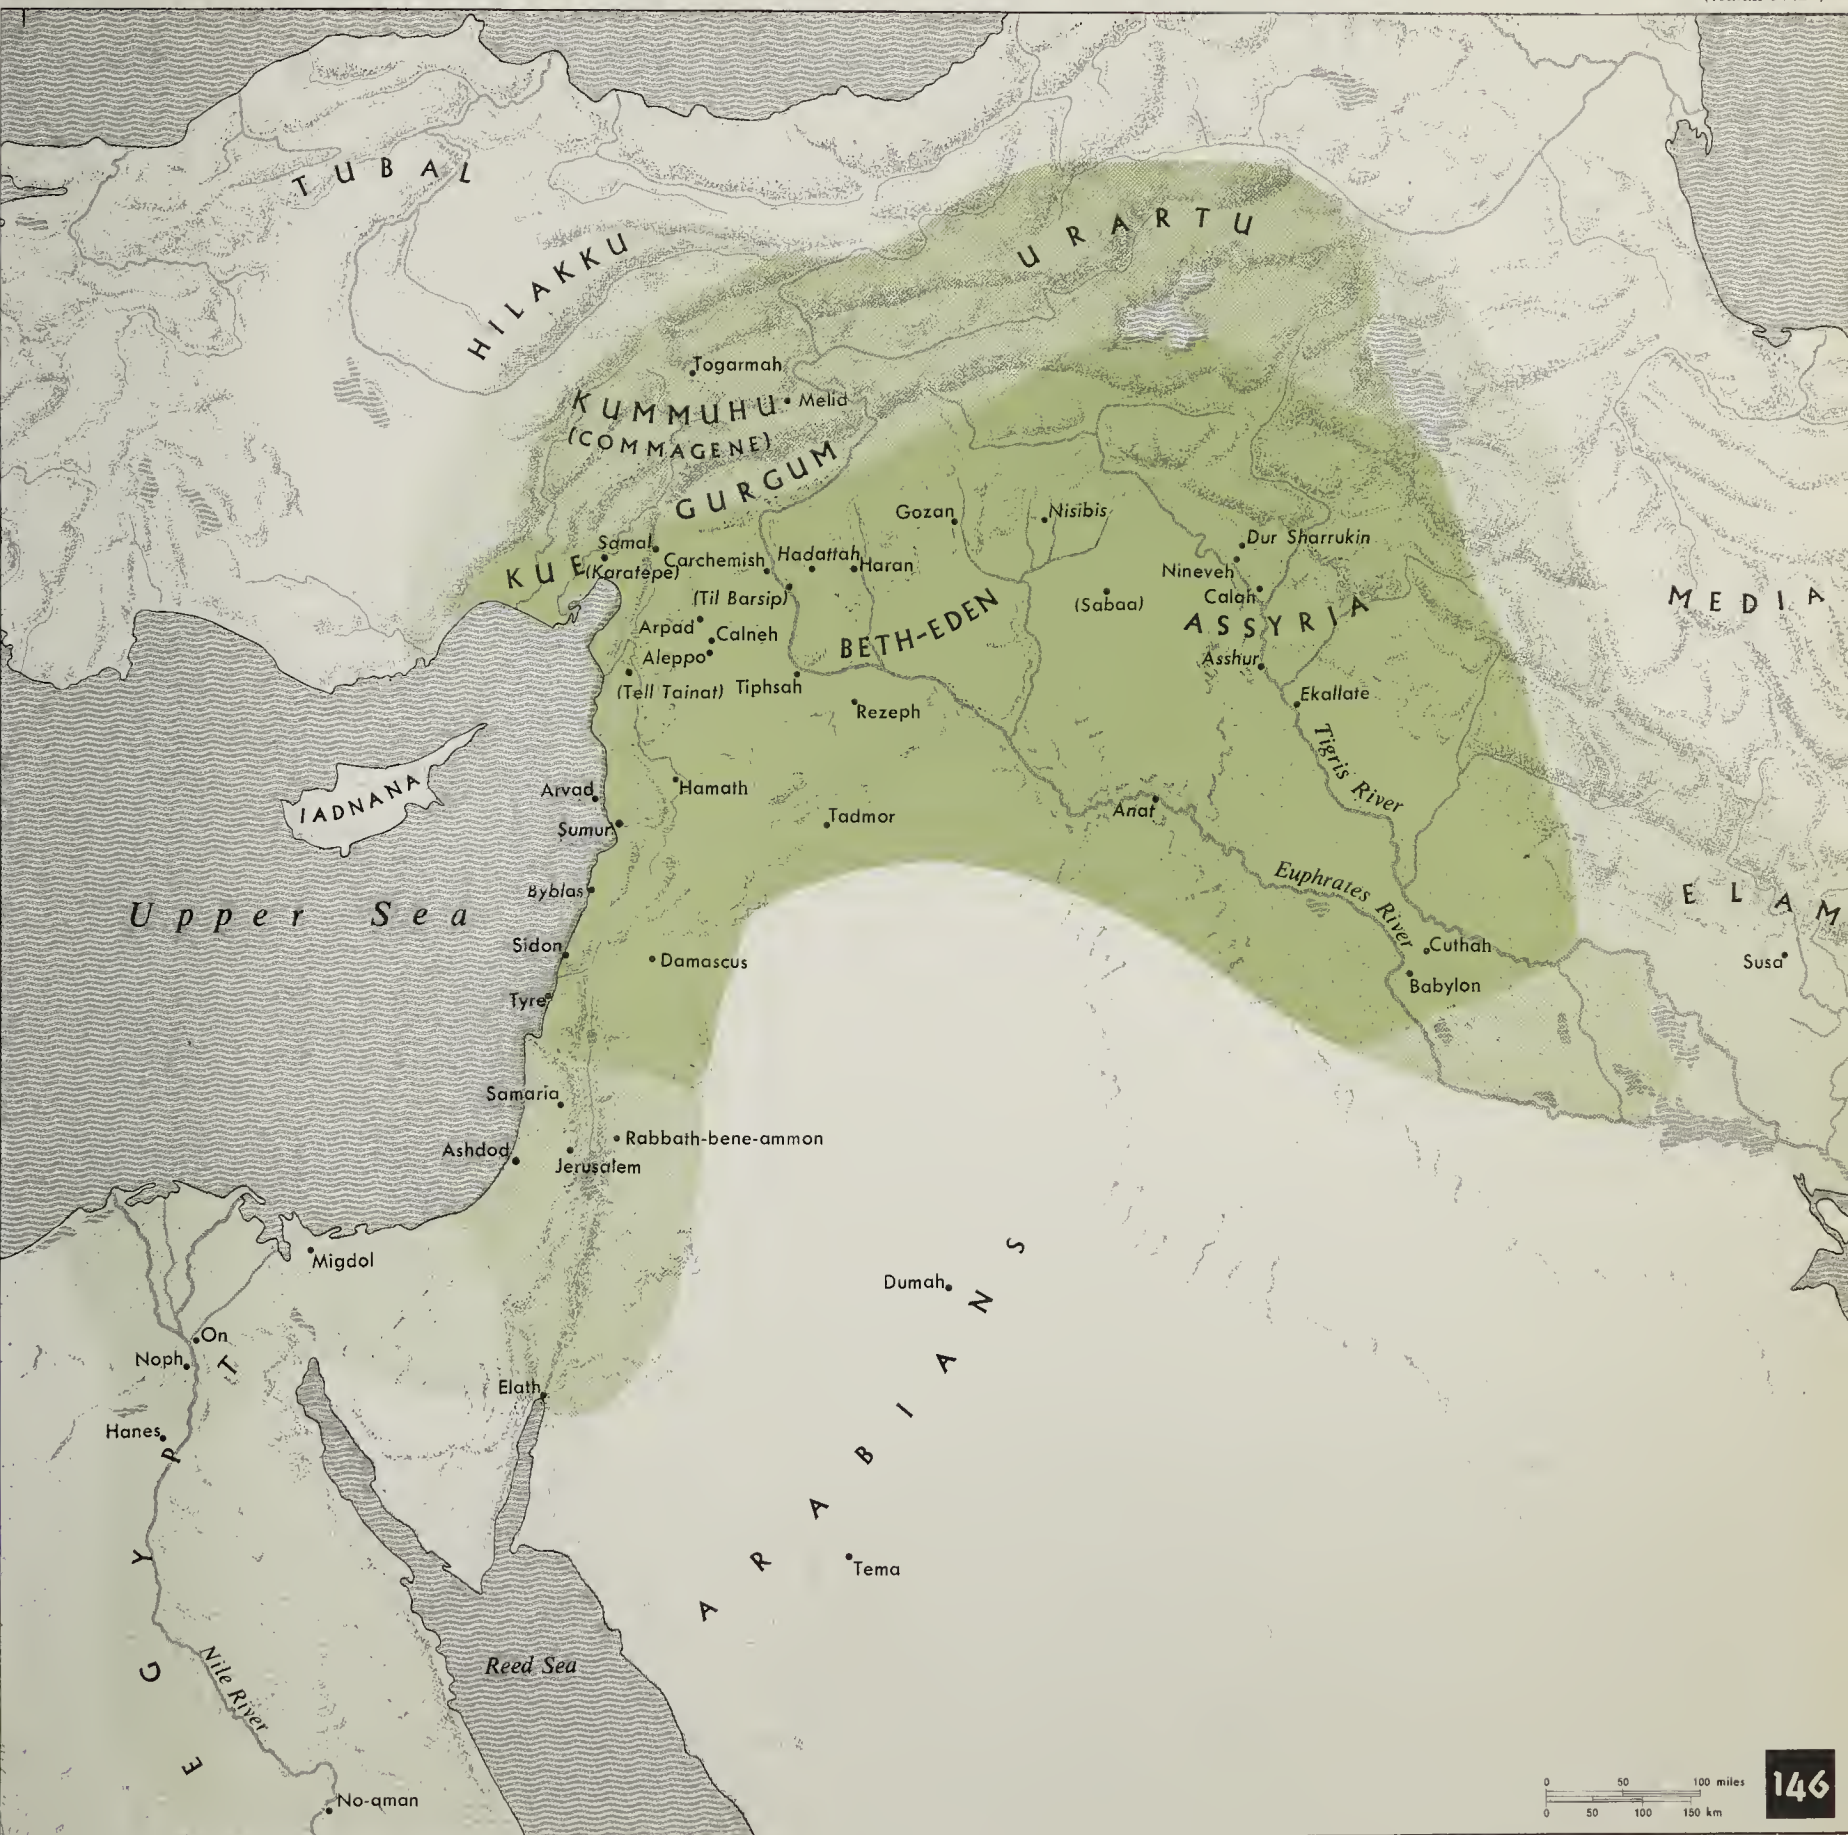 TUBAL
HILAKKU
URARTU
Togarmah
KUMMUHU
Melid
(COMMAGENE)
GURGUM
Gozan
Nisibis
Samal
KUE
(Karatepe)
Carchemish
Hadattah
Haran
Dur Sharrukin
Nineveh
(Til Barsip)
(Sabaa)
Calah
MEDIA
Arpad
Calneh
BETH-EDEN
ASSYRIA
Aleppo
Asshur
(Tell Tainat)
Tiphsah
Ekallate
Rezeph
Tigris River
IADNANA
Arvad
Hamath
Anat
Sumur
Tadmor
Byblas
Euphrates River
ELAM
Upper Sea
Sidon
Damascus
Cuthah
Susa
Babylon
Tyre
Samaria
Rabbath-bene-ammon
Ashdod
Jerusalem
Migdol
Dumah
ARABIANS
On
Noph
Elath
Hanes
EGYPT
Tema
Nile River
Reed Sea
No-qman
0 50 100 miles
0 50 100 150 km
146